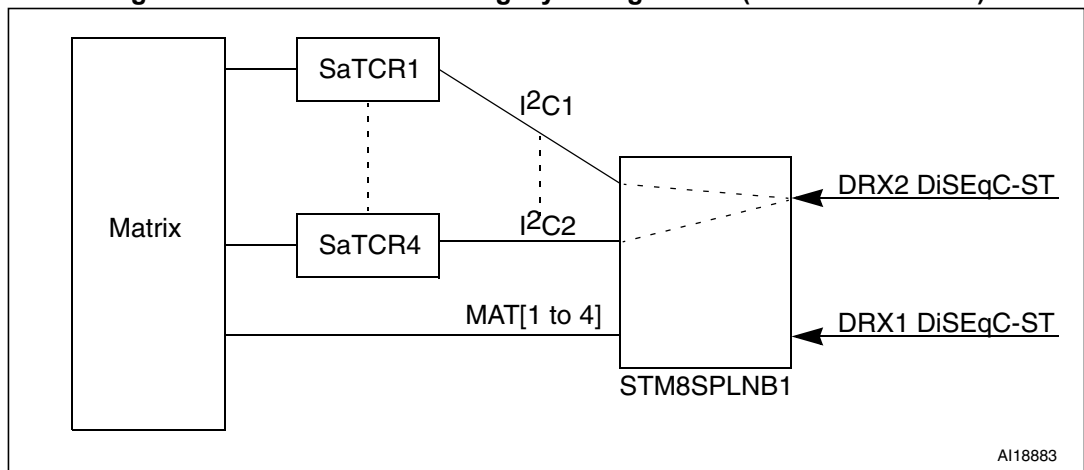 SaTCR1
I²C1
DRX2 DiSEqC-ST
Matrix
I²C2
SaTCR4
MAT[1 to 4]
DRX1 DiSEqC-ST
STM8SPLNB1
AI18883